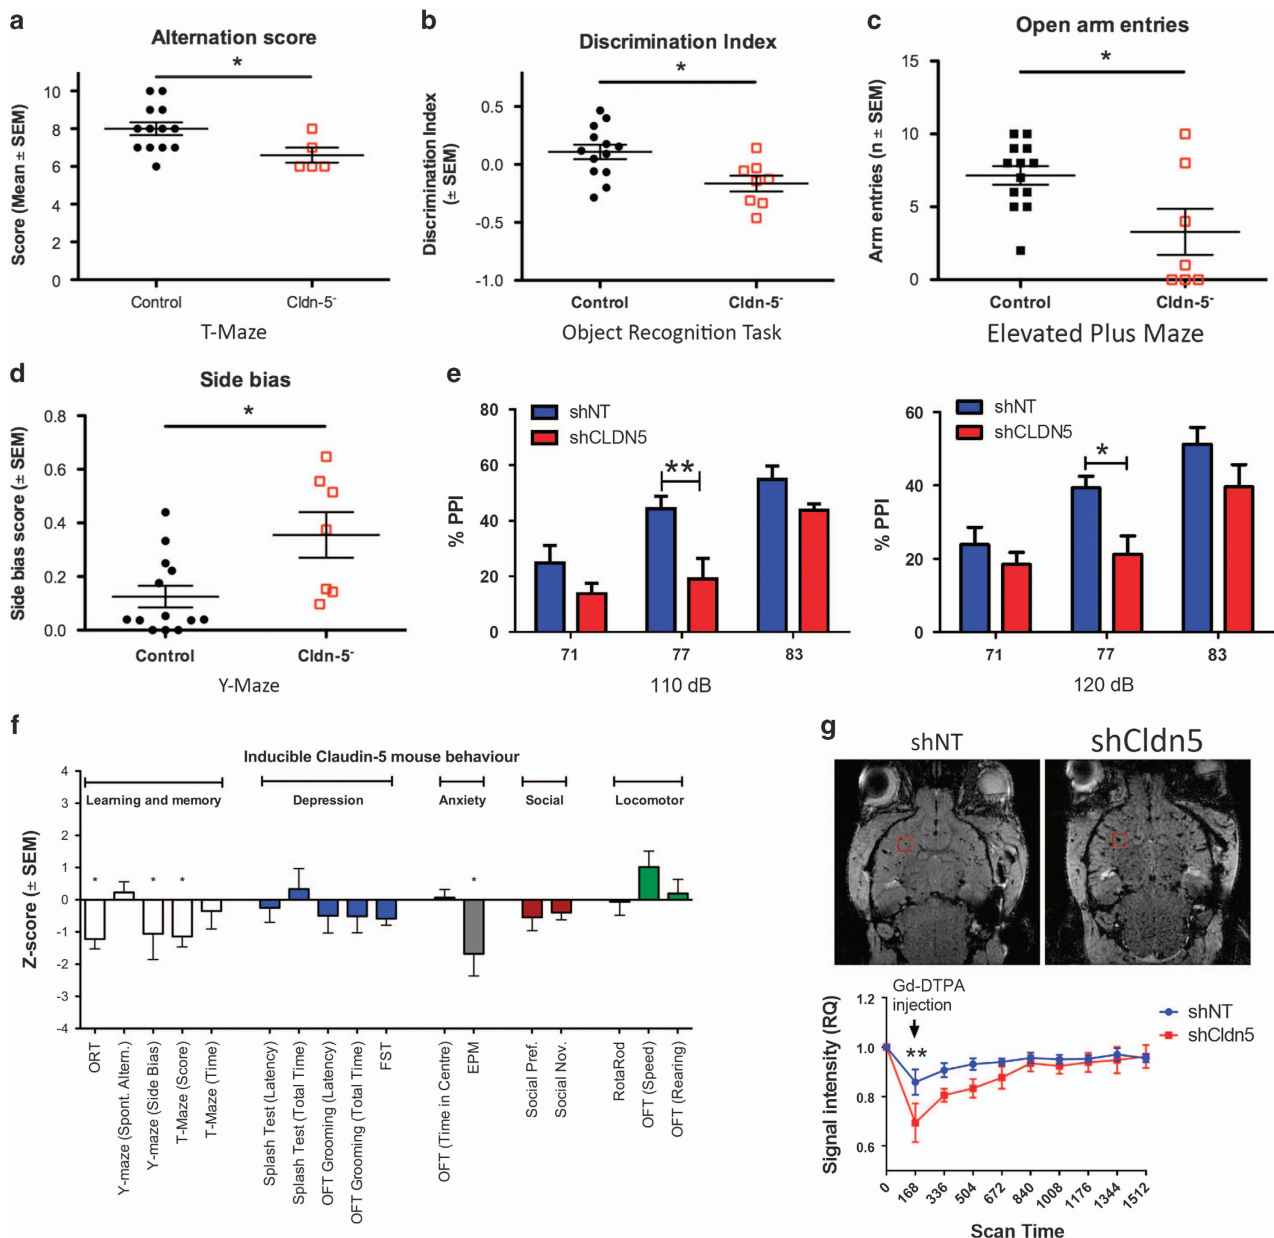 a
Alternation score
*
Score (Mean ± SEM)
10
8
6
4
2
0
Control
Cldn-5-
T-Maze
b
Discrimination Index
*
Discrimination Index
(± SEM)
0.5
0.0
-0.5
-1.0
Control
Cldn-5-
Object Recognition Task
c
Open arm entries
*
Arm entries (n ± SEM)
15
10
5
0
Control
Cldn-5-
Elevated Plus Maze
d
Side bias
*
Side bias score (± SEM)
0.8
0.6
0.4
0.2
0.0
Control
Cldn-5-
Y-Maze
e
shNT
shCLDN5
**
% PPI
80
60
40
20
0
71
77
83
110 dB
shNT
shCLDN5
*
% PPI
60
40
20
0
71
77
83
120 dB
f
Inducible Claudin-5 mouse behaviour
Learning and memory
Depression
Anxiety
Social
Locomotor
Z-score (± SEM)
4
3
2
1
0
-1
-2
-3
-4
*
*
*
*
ORT
Y-maze (Spont. Altern.)
Y-maze (Side Bias)
T-Maze (Score)
T-Maze (Time)
Splash Test (Latency)
Splash Test (Total Time)
OFT Grooming (Latency)
OFT Grooming (Total Time)
FST
OFT (Time in Centre)
EPM
Social Pref.
Social Nov.
RotaRod
OFT (Speed)
OFT (Rearing)
g
shNT
shCldn5
Gd-DTPA
injection
**
shNT
shCldn5
Signal intensity (RQ)
1.2
1.0
0.8
0.6
0
168
336
504
672
840
1008
1176
1344
1512
Scan Time